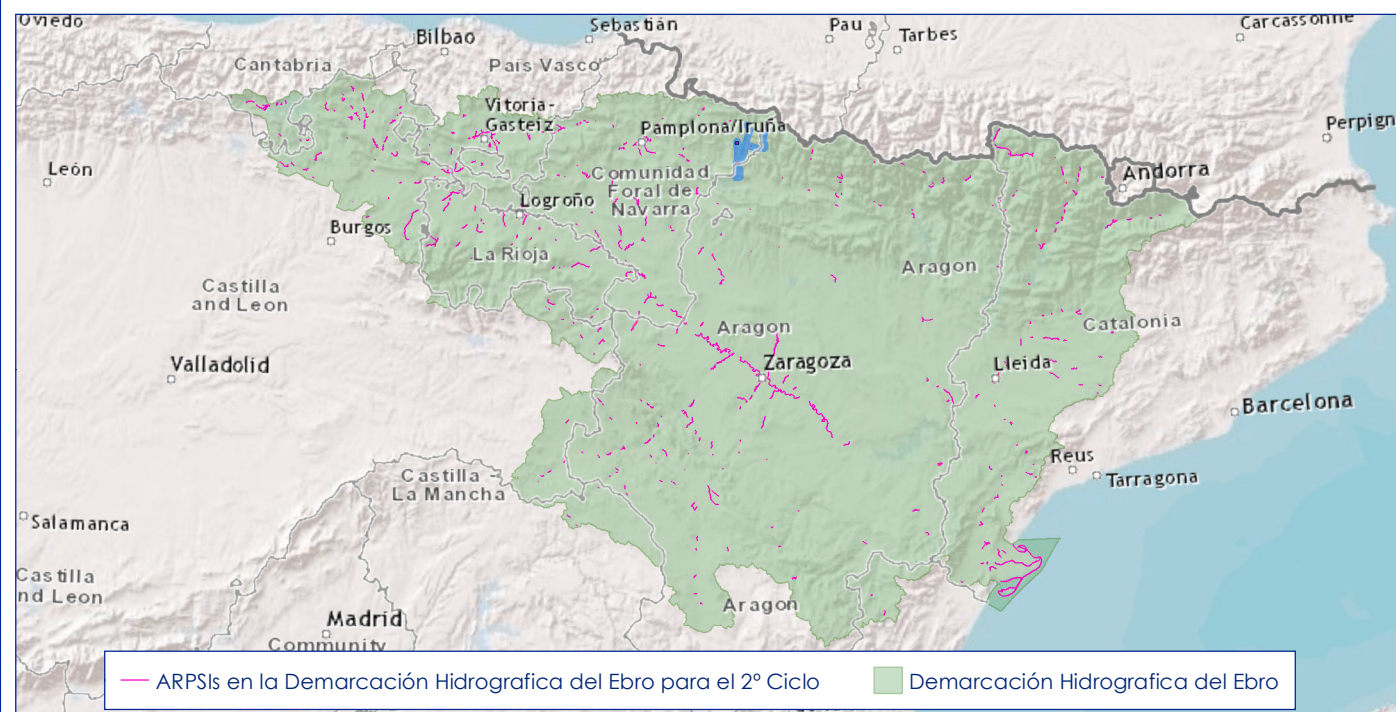 Oviedo
Sebastián
Pau
Carcassonne
Bilbao
Tarbes
Cantabria
País Vasco
Vitoria-
Gasteiz
Pamplona/Iruña
Perpign
León
Comunidad
Foral de
Navarra
Andorra
Logroño
Burgos
La Rioja
Aragon
Castilla
and Leon
Catalonia
Aragon
Valladolid
Zaragoza
Lleida
Barcelona
Castilla
La Mancha
Reus
Tarragona
Salamanca
Castilla
nd Leon
Aragon
Madrid
Community
ARPSIs en la Demarcación Hidrografica del Ebro para el 2º Ciclo
Demarcación Hidrografica del Ebro